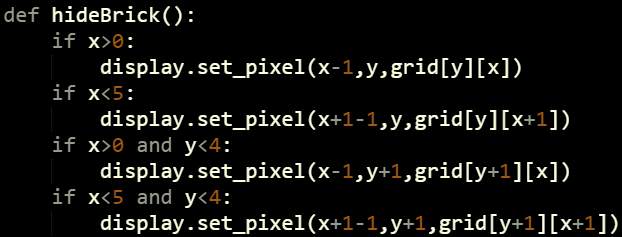 def hideBrick():
    if x>0:
        display.set_pixel(x-1,y,grid[y][x])
    if x<5:
        display.set_pixel(x+1-1,y,grid[y][x+1])
    if x>0 and y<4:
        display.set_pixel(x-1,y+1,grid[y+1][x])
    if x<5 and y<4:
        display.set_pixel(x+1-1,y+1,grid[y+1][x+1])